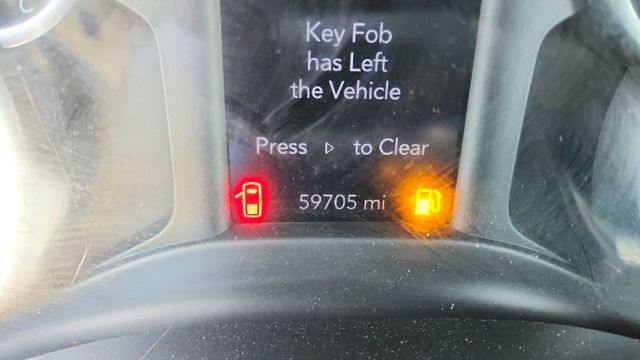 C
Key Fob
has Left
the Vehicle
Press ▷ to Clear
59705 mi